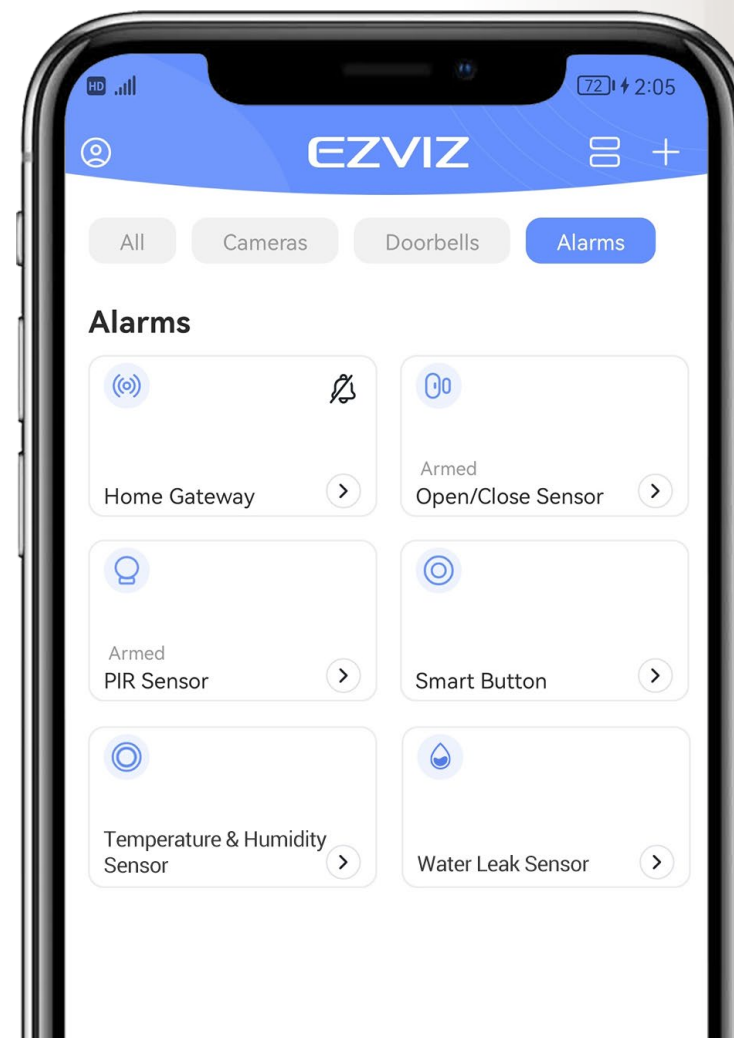 HD
72
2:05
EZVIZ
All
Cameras
Doorbells
Alarms
Alarms
Home Gateway
Armed
Open/Close Sensor
Armed
PIR Sensor
Smart Button
Temperature & Humidity
Sensor
Water Leak Sensor